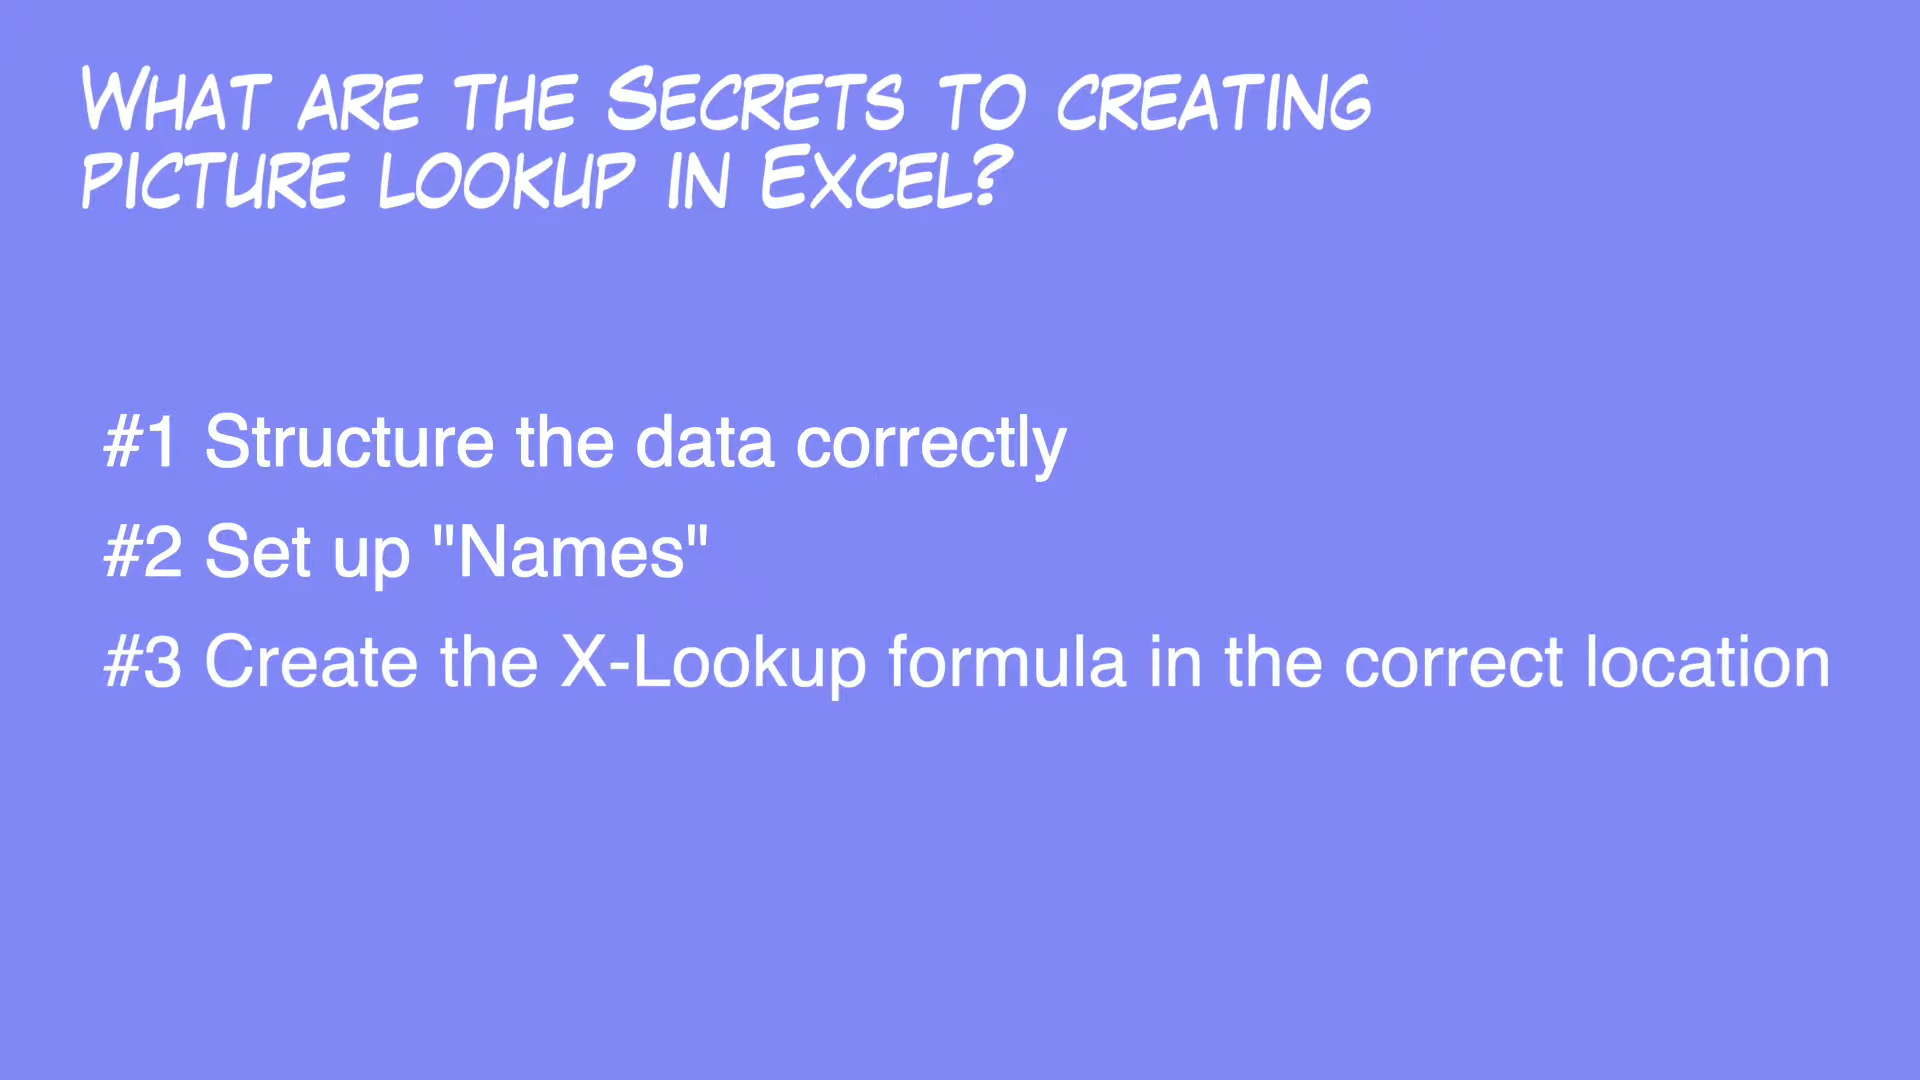 What are the Secrets to creating
picture lookup in Excel?
#1 Structure the data correctly
#2 Set up "Names"
#3 Create the X-Lookup formula in the correct location